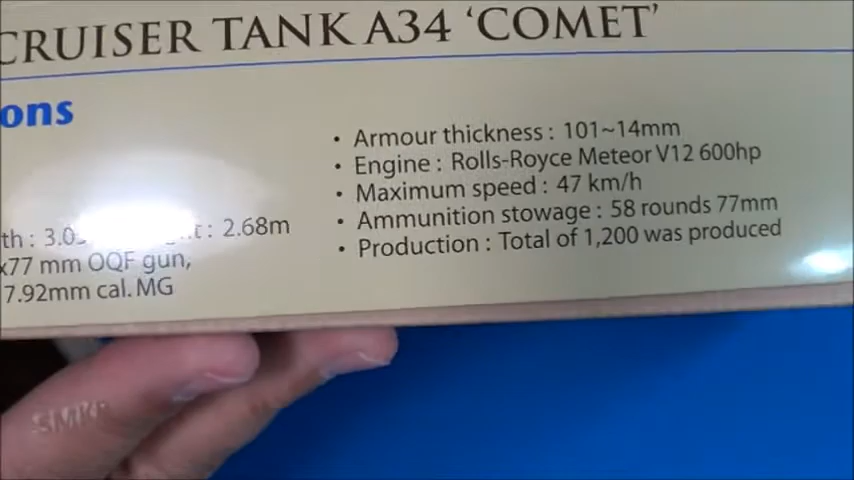 CRUISER TANK A34 ‘COMET’
ons
• Armour thickness : 101~14mm
• Engine : Rolls-Royce Meteor V12 600hp
• Maximum speed : 47 km/h
• Ammunition stowage : 58 rounds 77mm
• Production : Total of 1,200 was produced
th : 3.0 t : 2.68m
x77 mm OQF gun,
7.92mm cal. MG